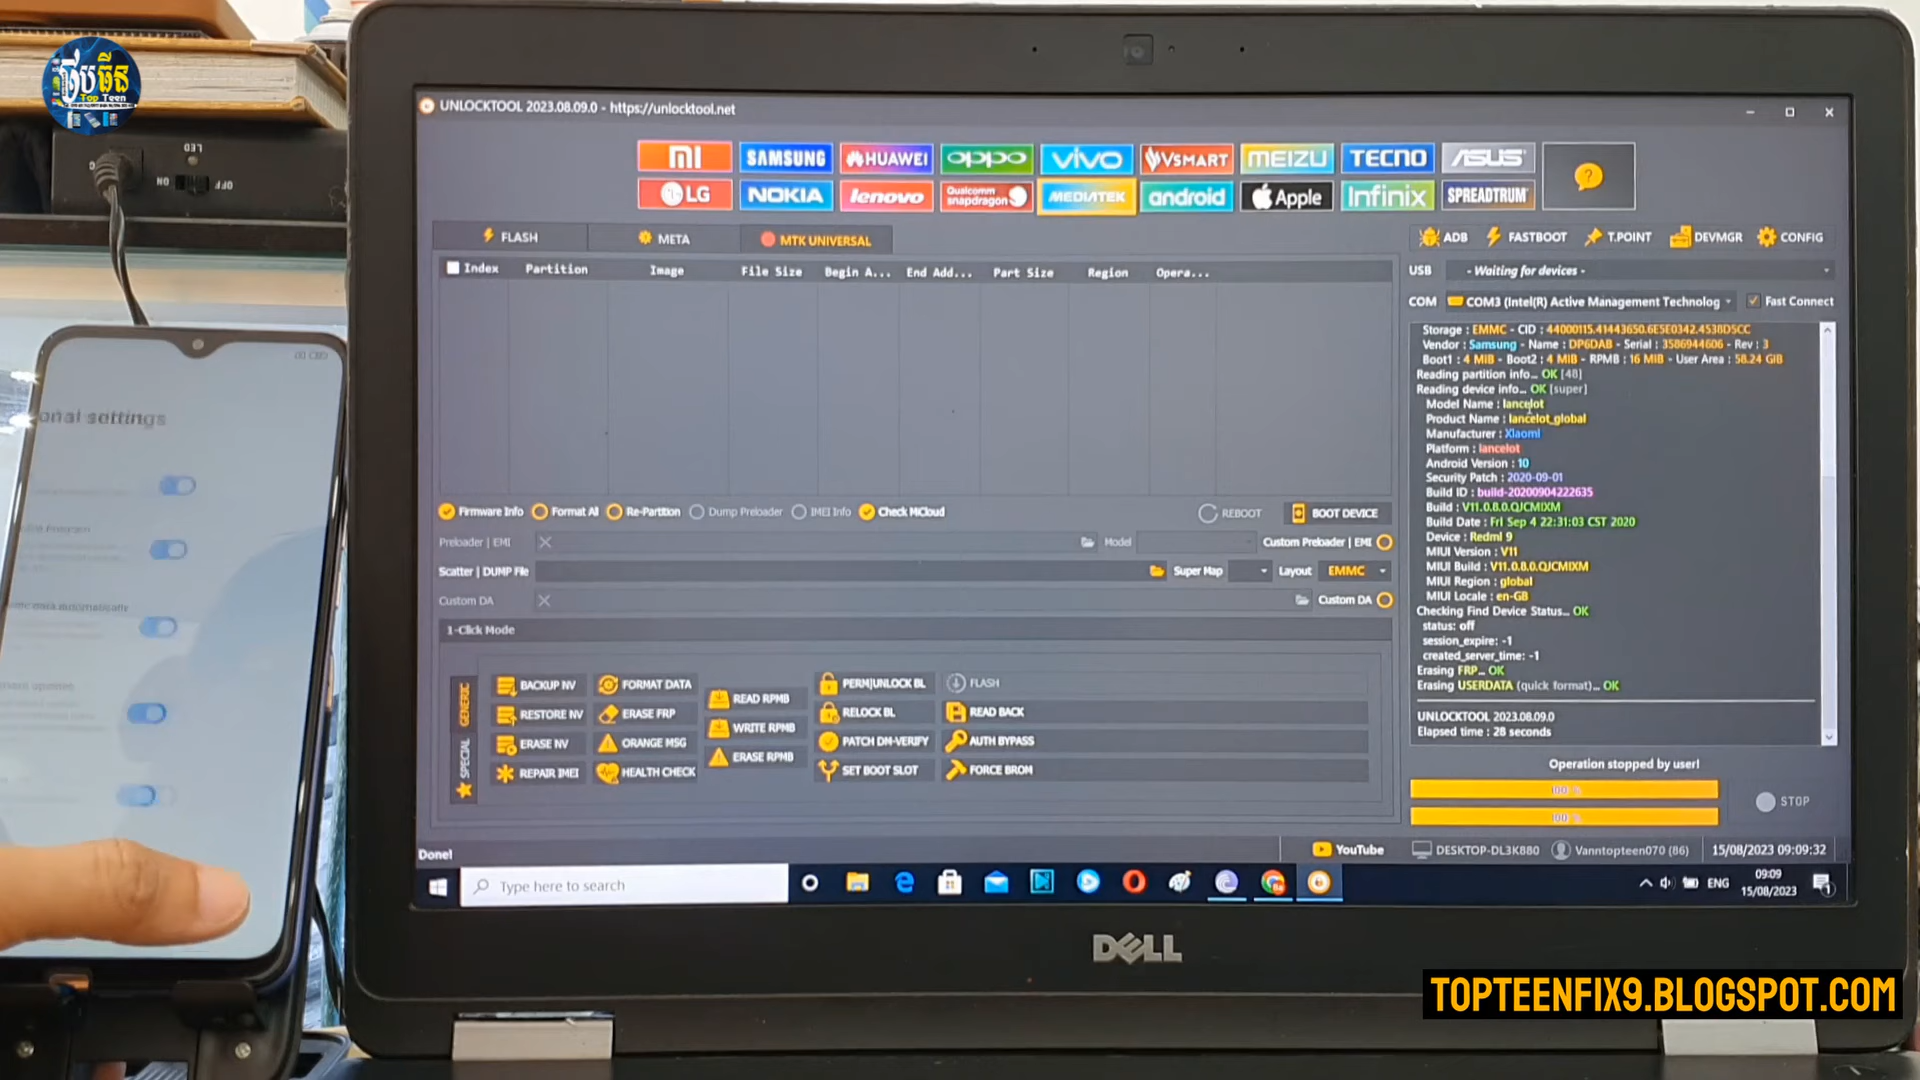 ថីបធីន
Top Teen
LED
ON
OFF
onal settings
UNLOCKTOOL 2023.08.09.0 - https://unlocktool.net
mi SAMSUNG HUAWEI oppo vivo VSMART MEIZU TECNO ASUS ?
LG NOKIA lenovo Qualcomm snapdragon MEDIATEK android Apple Infinix SPREADTRUM
FLASH META MTK UNIVERSAL
ADB FASTBOOT T.POINT DEVMGR CONFIG
Index Partition Image File Size Begin A... End Add... Part Size Region Opera...
USB - Waiting for devices -
COM COM3 (Intel(R) Active Management Technolog Fast Connect
Storage : EMMC - CID : 44000115.41443650.6E5E0342.4538D5CC
Vendor : Samsung - Name : DP6DAB - Serial : 3586944606 - Rev : 3
Boot1 : 4 MiB - Boot2 : 4 MiB - RPMB : 16 MiB - User Area : 58.24 GiB
Reading partition info... OK [48]
Reading device info... OK [super]
Model Name : lancelot
Product Name : lancelot_global
Manufacturer : Xiaomi
Platform : lancelot
Android Version : 10
Security Patch : 2020-09-01
Build ID : build-20200904222635
Build : V11.0.8.0.QJCMIXM
Build Date : Fri Sep 4 22:31:03 CST 2020
Device : Redmi 9
MIUI Version : V11
MIUI Build : V11.0.8.0.QJCMIXM
MIUI Region : global
MIUI Locale : en-GB
Checking Find Device Status... OK
status: off
session_expire: -1
created_server_time: -1
Erasing FRP... OK
Erasing USERDATA (quick format)... OK
UNLOCKTOOL 2023.08.09.0
Elapsed time : 28 seconds
Operation stopped by user!
100 %
100 %
STOP
Firmware Info Format All Re-Partition Dump Preloader IMEI Info Check MiCloud REBOOT BOOT DEVICE
Preloader | EMI Model Custom Preloader | EMI
Scatter | DUMP File Super Map Layout EMMC
Custom DA Custom DA
1-Click Mode
GENERIC
SPECIAL
BACKUP NV FORMAT DATA READ RPMB PERM|UNLOCK BL FLASH
RESTORE NV ERASE FRP WRITE RPMB RELOCK BL READ BACK
ERASE NV ORANGE MSG ERASE RPMB PATCH DM-VERIFY AUTH BYPASS
REPAIR IMEI HEALTH CHECK SET BOOT SLOT FORCE BROM
Done!
YouTube DESKTOP-DL3K880 Vanntopteen070 (86) 15/08/2023 09:09:32
Type here to search
ENG
09:09
15/08/2023
DELL
TOPTEENFIX9.BLOGSPOT.COM